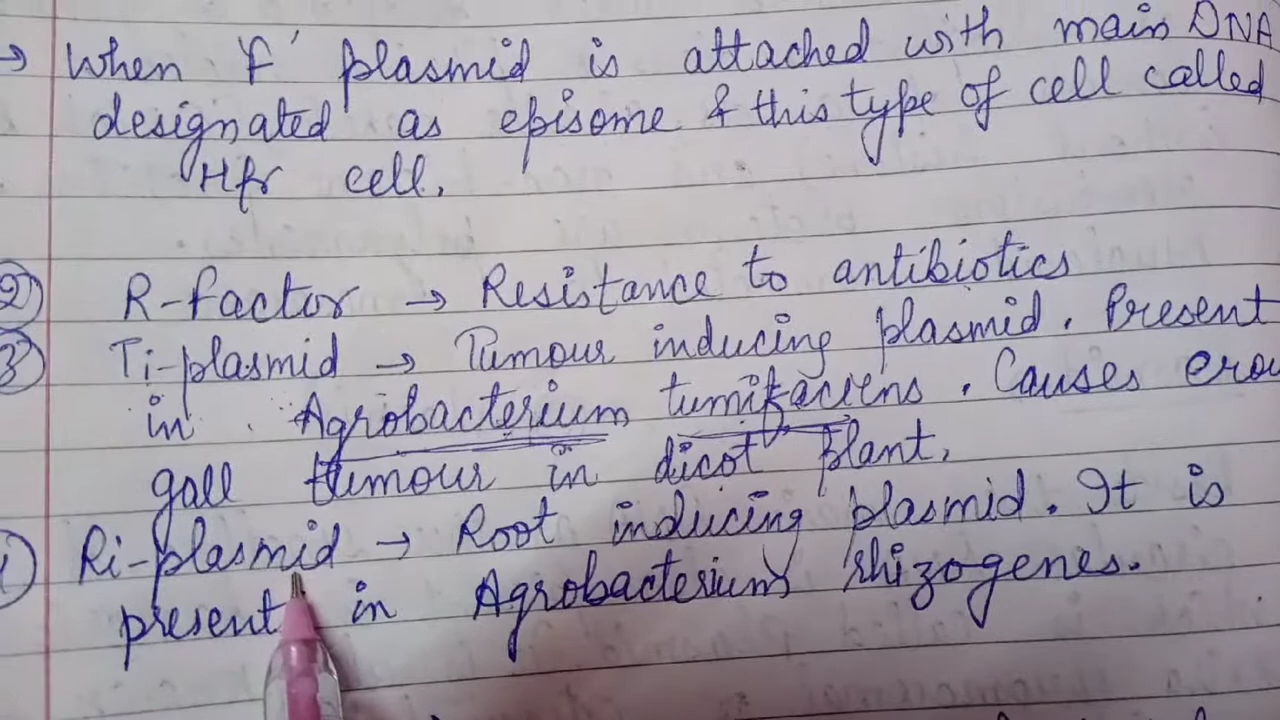 → When 'F' plasmid is attached with main DNA
designated as episome & this type of cell called
Hfr cell.
2) R-factor → Resistance to antibiotics
3) Ti-plasmid → Tumour inducing plasmid. Present
in Agrobacterium tumifaciens. Causes crow
gall tumour in dicot plant.
Ri-plasmid → Root inducing plasmid. It is
present in Agrobacterium rhizogenes.